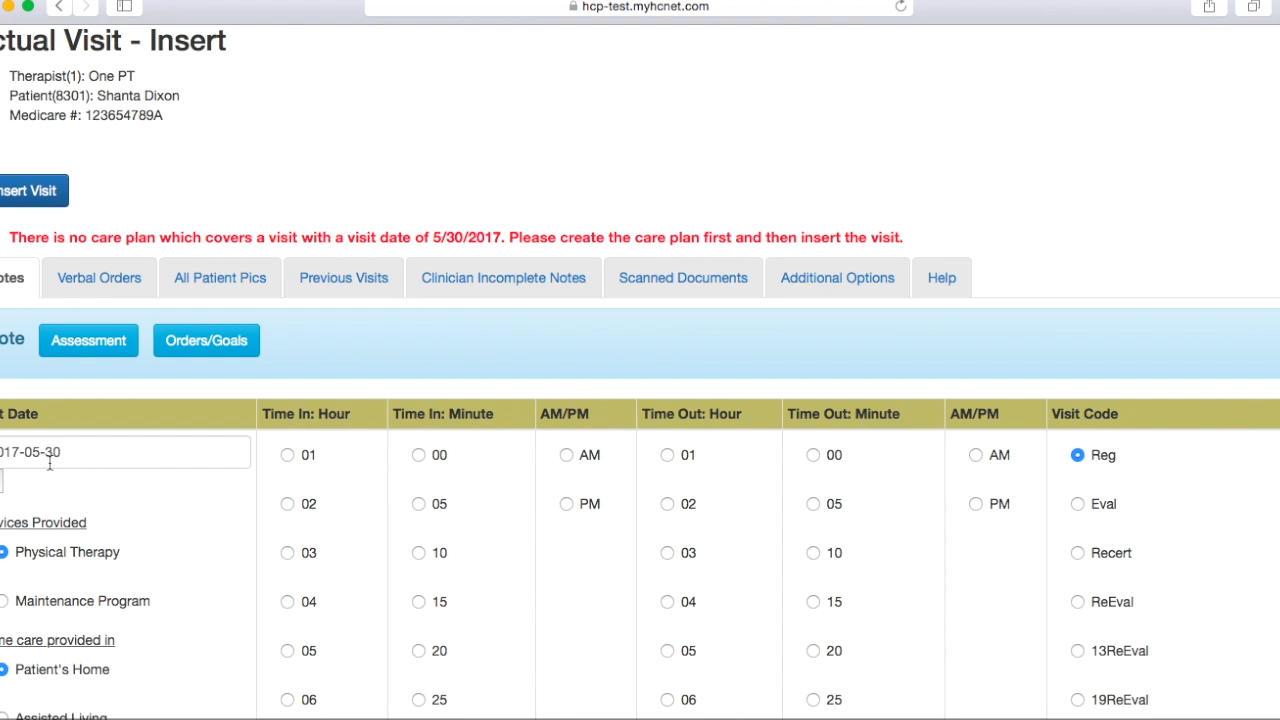 hcp-test.myhcnet.com
ctual Visit - Insert
Therapist(1): One PT
Patient(8301): Shanta Dixon
Medicare #: 123654789A
nsert Visit
There is no care plan which covers a visit with a visit date of 5/30/2017. Please create the care plan first and then insert the visit.
otes Verbal Orders All Patient Pics Previous Visits Clinician Incomplete Notes Scanned Documents Additional Options Help
ote Assessment Orders/Goals
t Date Time In: Hour Time In: Minute AM/PM Time Out: Hour Time Out: Minute AM/PM Visit Code
017-05-30 01 00 AM 01 00 AM Reg
02 05 PM 02 05 PM Eval
vices Provided
Physical Therapy 03 10 03 10 Recert
Maintenance Program 04 15 04 15 ReEval
me care provided in
05 20 05 20 13ReEval
Patient's Home
06 25 06 25 19ReEval
Assisted Living